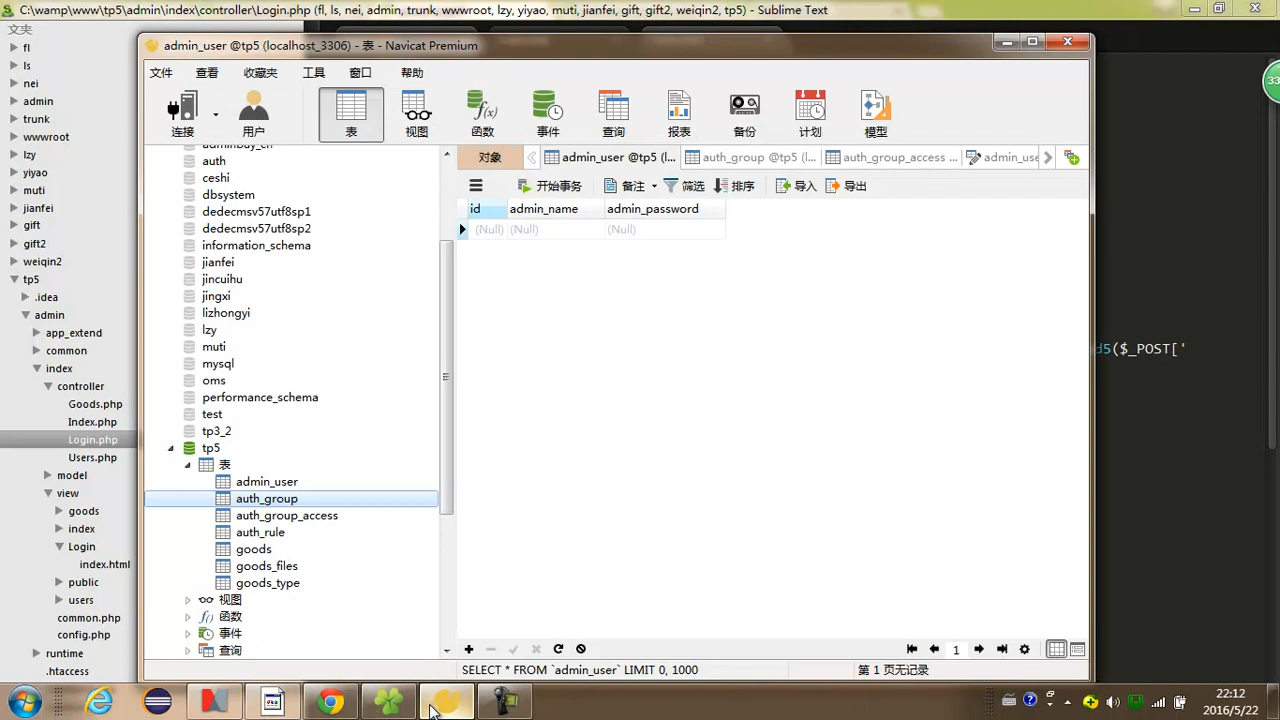 C:\wamp\www\tp5\admin\index\controller\Login.php (fl, ls, nei, admin, trunk, wwwroot, lzy, yiyao, muti, jianfei, gift, gift2, weiqin2, tp5) - Sublime Text
fl
ls
nei
admin
trunk
wwwroot
lzy
yiyao
muti
jianfei
gift
gift2
weiqin2
tp5
.idea
admin
app_extend
common
index
controller
Goods.php
Index.php
Login.php
Users.php
model
view
goods
index
Login
index.html
public
users
common.php
config.php
runtime
.htaccess
admin_user @tp5 (localhost_3306) - 表 - Navicat Premium
文件 查看 收藏夹 工具 窗口 帮助
连接 用户 表 视图 函数 事件 查询 报表 备份 计划 模型
auth
ceshi
dbsystem
dedecmsv57utf8sp1
dedecmsv57utf8sp2
information_schema
jianfei
jincuihu
jingxi
lizhongyi
lzy
muti
mysql
oms
performance_schema
test
tp3_2
tp5
表
admin_user
auth_group
auth_group_access
auth_rule
goods
goods_files
goods_type
视图
函数
事件
查询
对象 admin_user @tp5 (l... auth_group @tp5 (l... auth_group_access ... admin_use
开始事务 备注 筛选 排序 导入 导出
id admin_name admin_password
(Null) (Null) (Null)
1
SELECT * FROM `admin_user` LIMIT 0, 1000 第 1 页无记录
d5($_POST['
33
22:12
2016/5/22